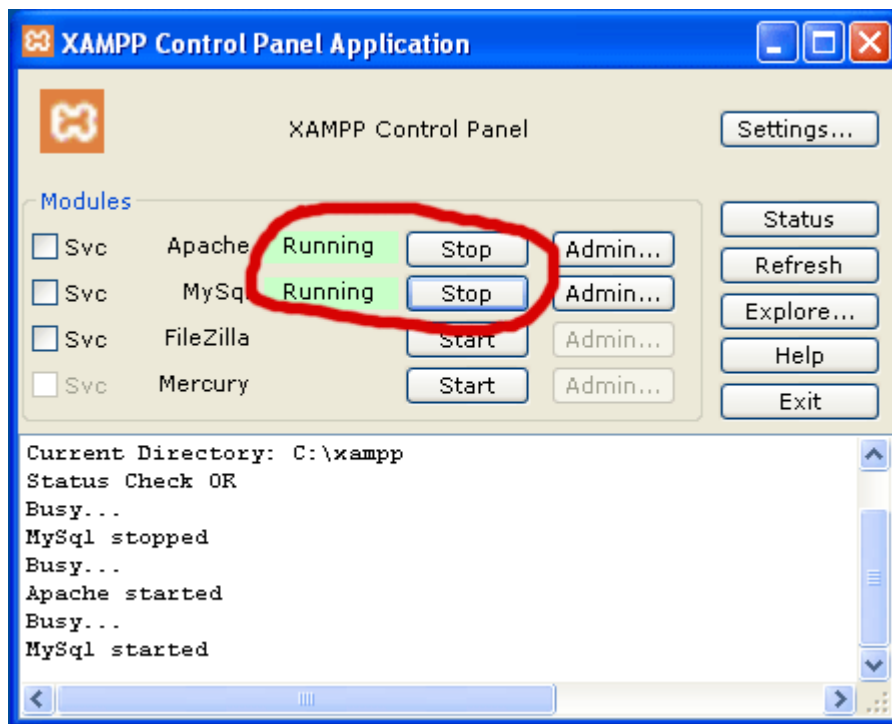 XAMPP Control Panel Application
XAMPP Control Panel
Settings...
Modules
Svc Apache Running Stop Admin...
Svc MySql Running Stop Admin...
Svc FileZilla Start Admin...
Svc Mercury Start Admin...
Status
Refresh
Explore...
Help
Exit
Current Directory: C:\xampp
Status Check OK
Busy...
MySql stopped
Busy...
Apache started
Busy...
MySql started